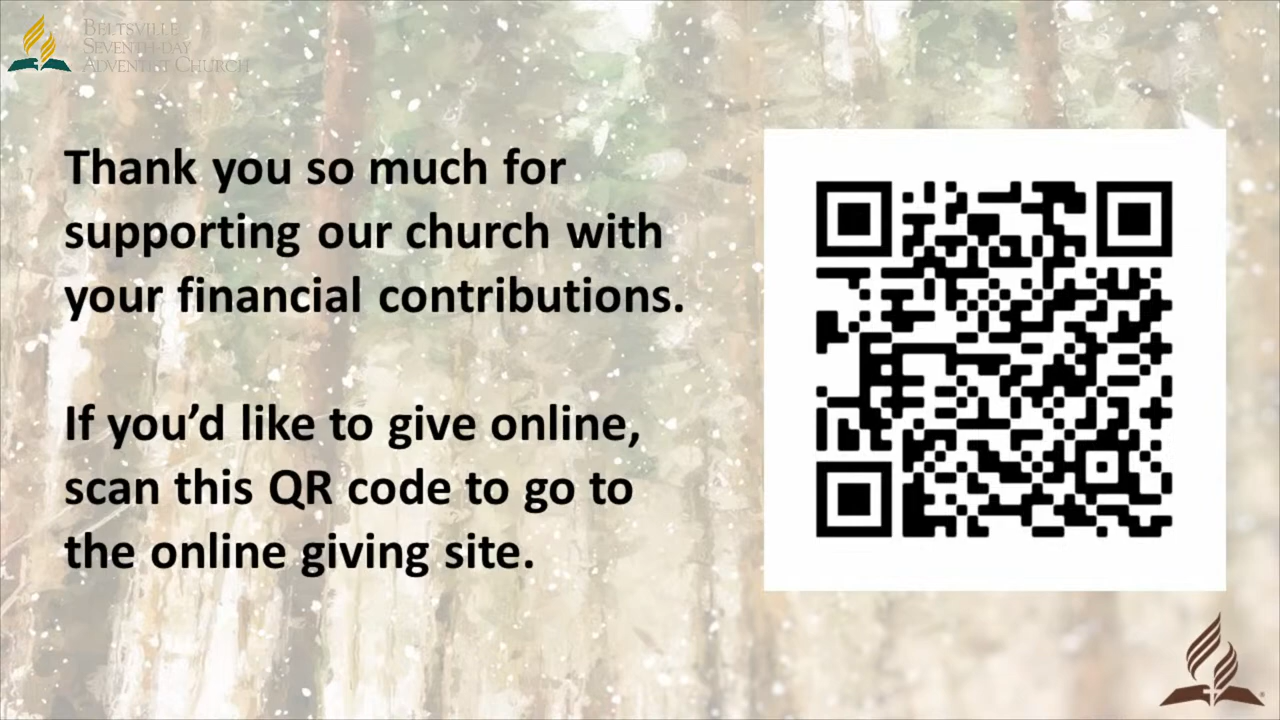 Beltsville
Seventh-day
Adventist Church
Thank you so much for
supporting our church with
your financial contributions.
If you’d like to give online,
scan this QR code to go to
the online giving site.